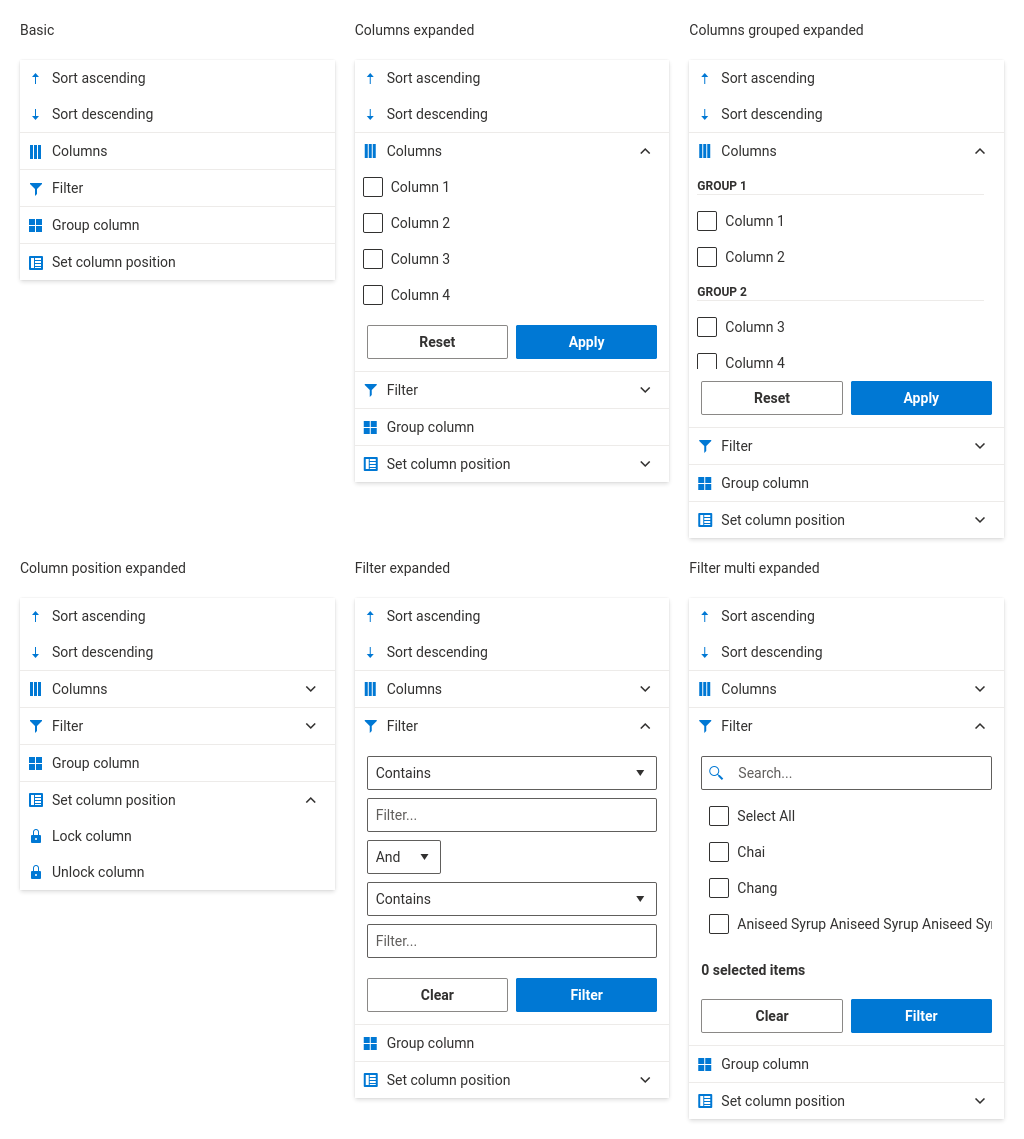 Basic
Sort ascending
Sort descending
Columns
Filter
Group column
Set column position
Columns expanded
Sort ascending
Sort descending
Columns
Column 1
Column 2
Column 3
Column 4
Reset Apply
Filter
Group column
Set column position
Columns grouped expanded
Sort ascending
Sort descending
Columns
GROUP 1
Column 1
Column 2
GROUP 2
Column 3
Column 4
Reset Apply
Filter
Group column
Set column position
Column position expanded
Sort ascending
Sort descending
Columns
Filter
Group column
Set column position
Lock column
Unlock column
Filter expanded
Sort ascending
Sort descending
Columns
Filter
Contains
Filter...
And
Contains
Filter...
Clear Filter
Group column
Set column position
Filter multi expanded
Sort ascending
Sort descending
Columns
Filter
Search...
Select All
Chai
Chang
Aniseed Syrup Aniseed Syrup Aniseed Sy
0 selected items
Clear Filter
Group column
Set column position